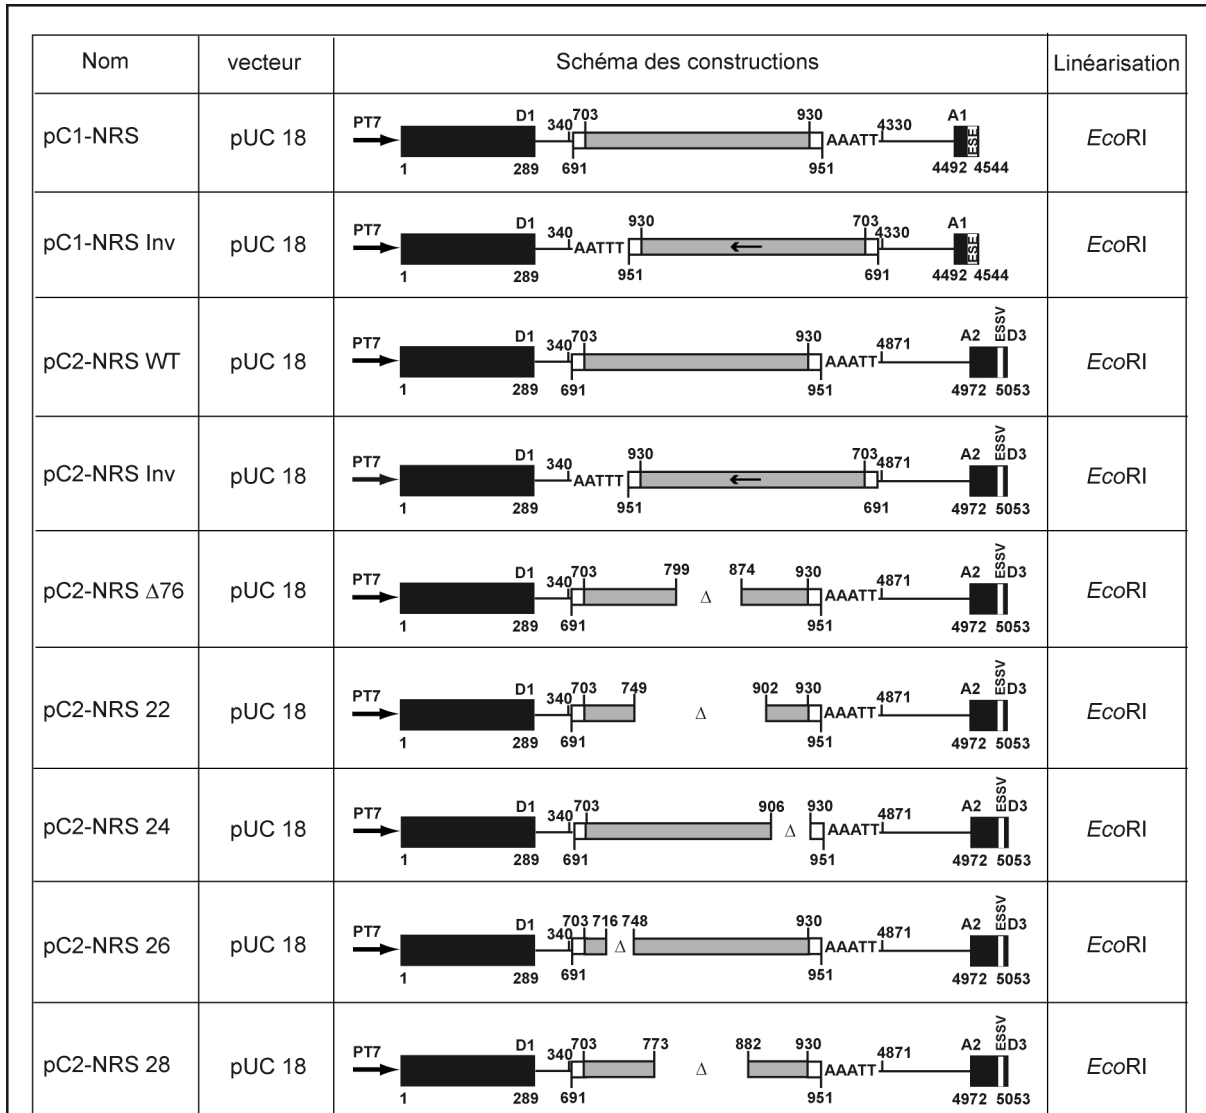 Nom vecteur Schéma des constructions Linéarisation
pC1-NRS pUC 18 EcoRI
PT7 D1 340 703 930 AAATT 4330 A1 ESE
1 289 691 951 4492 4544
pC1-NRS Inv pUC 18 EcoRI
PT7 D1 340 AATTT 930 703 4330 A1 ESE
1 289 951 691 4492 4544
pC2-NRS WT pUC 18 EcoRI
PT7 D1 340 703 930 AAATT 4871 A2 ESSV D3
1 289 691 951 4972 5053
pC2-NRS Inv pUC 18 EcoRI
PT7 D1 340 AATTT 930 703 4871 A2 ESSV D3
1 289 951 691 4972 5053
pC2-NRS Δ76 pUC 18 EcoRI
PT7 D1 340 703 799 Δ 874 930 AAATT 4871 A2 ESSV D3
1 289 691 951 4972 5053
pC2-NRS 22 pUC 18 EcoRI
PT7 D1 340 703 749 Δ 902 930 AAATT 4871 A2 ESSV D3
1 289 691 951 4972 5053
pC2-NRS 24 pUC 18 EcoRI
PT7 D1 340 703 906 Δ 930 AAATT 4871 A2 ESSV D3
1 289 691 951 4972 5053
pC2-NRS 26 pUC 18 EcoRI
PT7 D1 340 703 716 Δ 748 930 AAATT 4871 A2 ESSV D3
1 289 691 951 4972 5053
pC2-NRS 28 pUC 18 EcoRI
PT7 D1 340 703 773 Δ 882 930 AAATT 4871 A2 ESSV D3
1 289 691 951 4972 5053